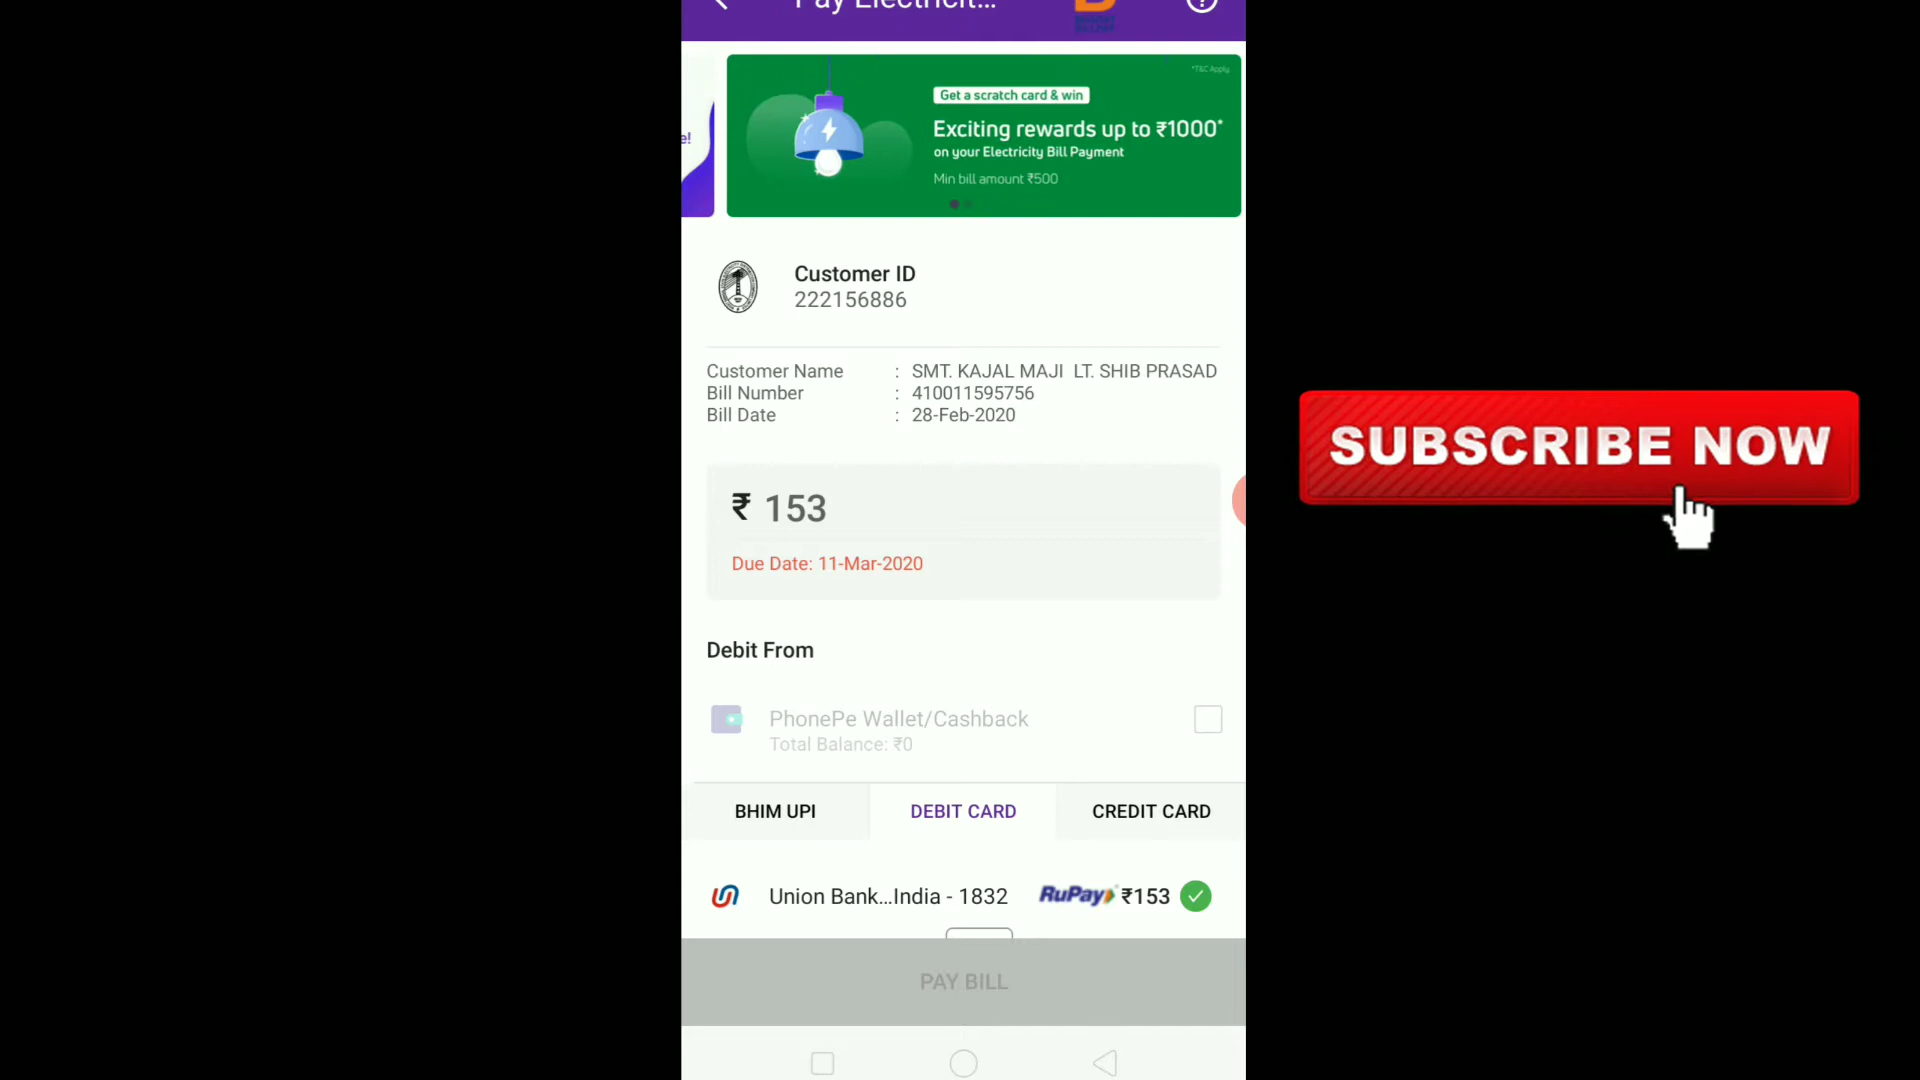 Pay Electricit...
*T&C Apply
Get a scratch card & win
e!
Exciting rewards up to ₹1000*
on your Electricity Bill Payment
Min bill amount ₹500
Customer ID
222156886
Customer Name : SMT. KAJAL MAJI LT. SHIB PRASAD
Bill Number : 410011595756
Bill Date : 28-Feb-2020
SUBSCRIBE NOW
₹ 153
Due Date: 11-Mar-2020
Debit From
PhonePe Wallet/Cashback
Total Balance: ₹0
BHIM UPI DEBIT CARD CREDIT CARD
Union Bank...India - 1832 RuPay ₹153
PAY BILL